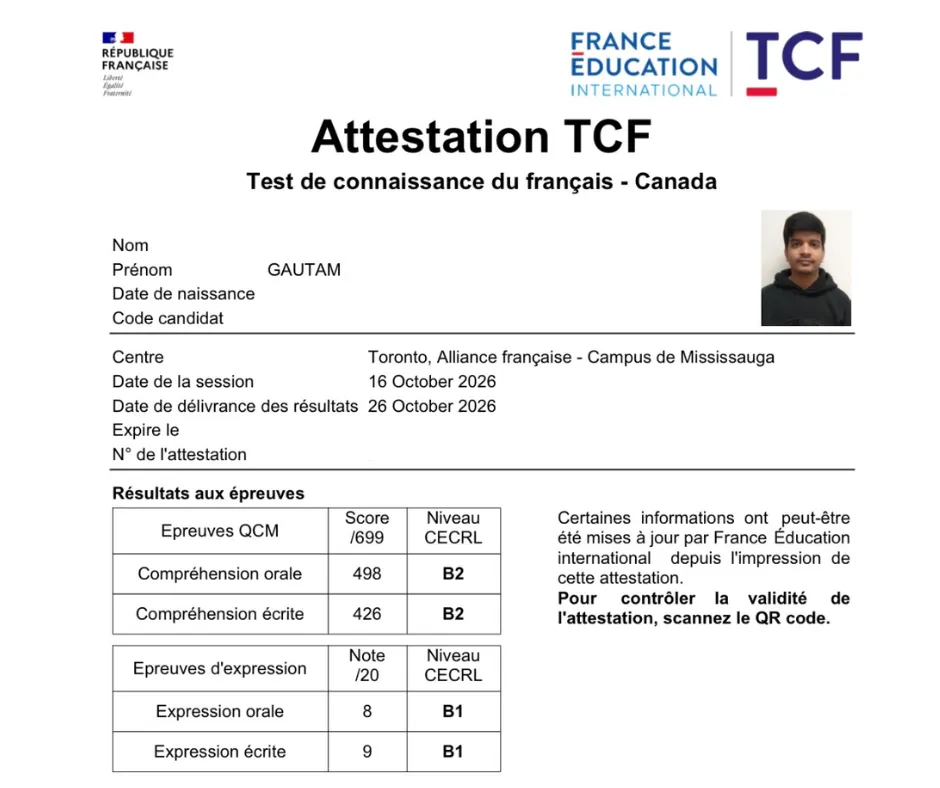 RÉPUBLIQUE
FRANÇAISE
Liberté
Égalité
Fraternité
FRANCE
ÉDUCATION
INTERNATIONAL
TCF
Attestation TCF
Test de connaissance du français - Canada
Nom
Prénom GAUTAM
Date de naissance
Code candidat
Centre Toronto, Alliance française - Campus de Mississauga
Date de la session 16 October 2026
Date de délivrance des résultats 26 October 2026
Expire le
N° de l'attestation
Résultats aux épreuves
Epreuves QCM Score /699 Niveau CECRL
Compréhension orale 498 B2
Compréhension écrite 426 B2
Epreuves d'expression Note /20 Niveau CECRL
Expression orale 8 B1
Expression écrite 9 B1
Certaines informations ont peut-être
été mises à jour par France Éducation
international depuis l'impression de
cette attestation.
Pour contrôler la validité de
l'attestation, scannez le QR code.